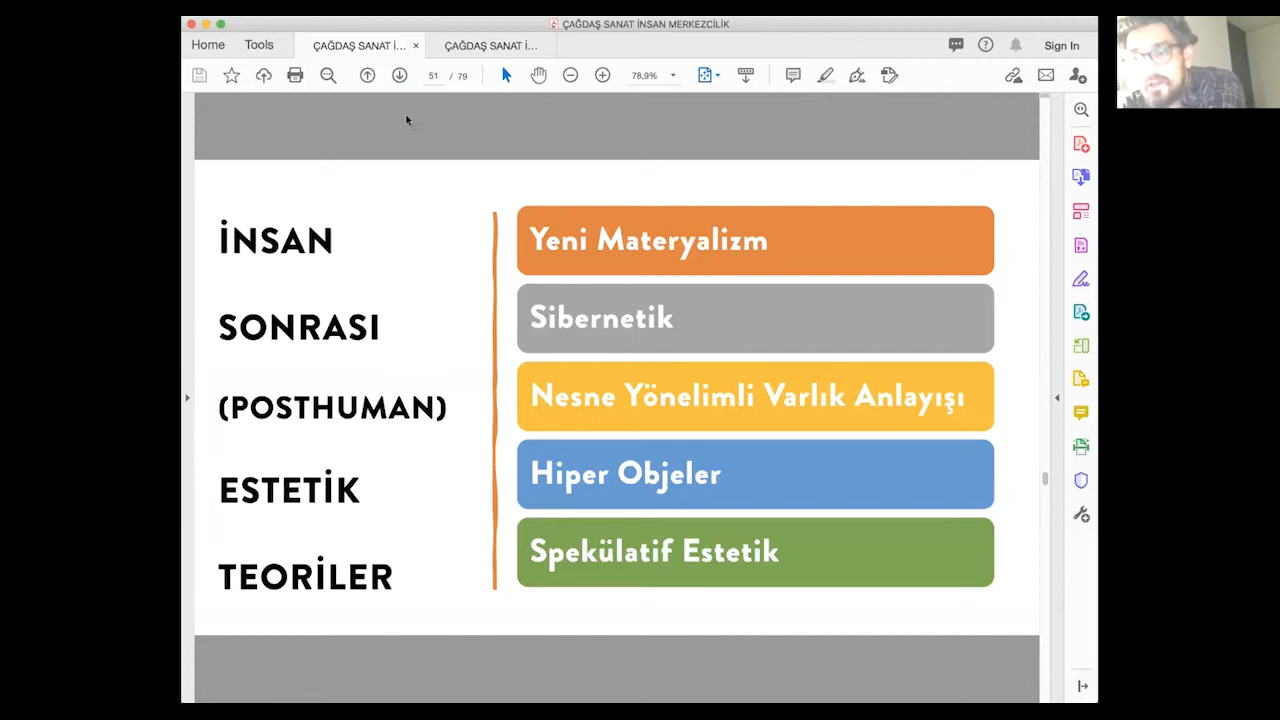 ÇAĞDAŞ SANAT İNSAN MERKEZCİLİK
Home Tools ÇAĞDAŞ SANAT İ... × ÇAĞDAŞ SANAT İ... Sign In
51 / 79 78,9%
İNSAN
SONRASI
(POSTHUMAN)
ESTETİK
TEORİLER
Yeni Materyalizm
Sibernetik
Nesne Yönelimli Varlık Anlayışı
Hiper Objeler
Spekülatif Estetik